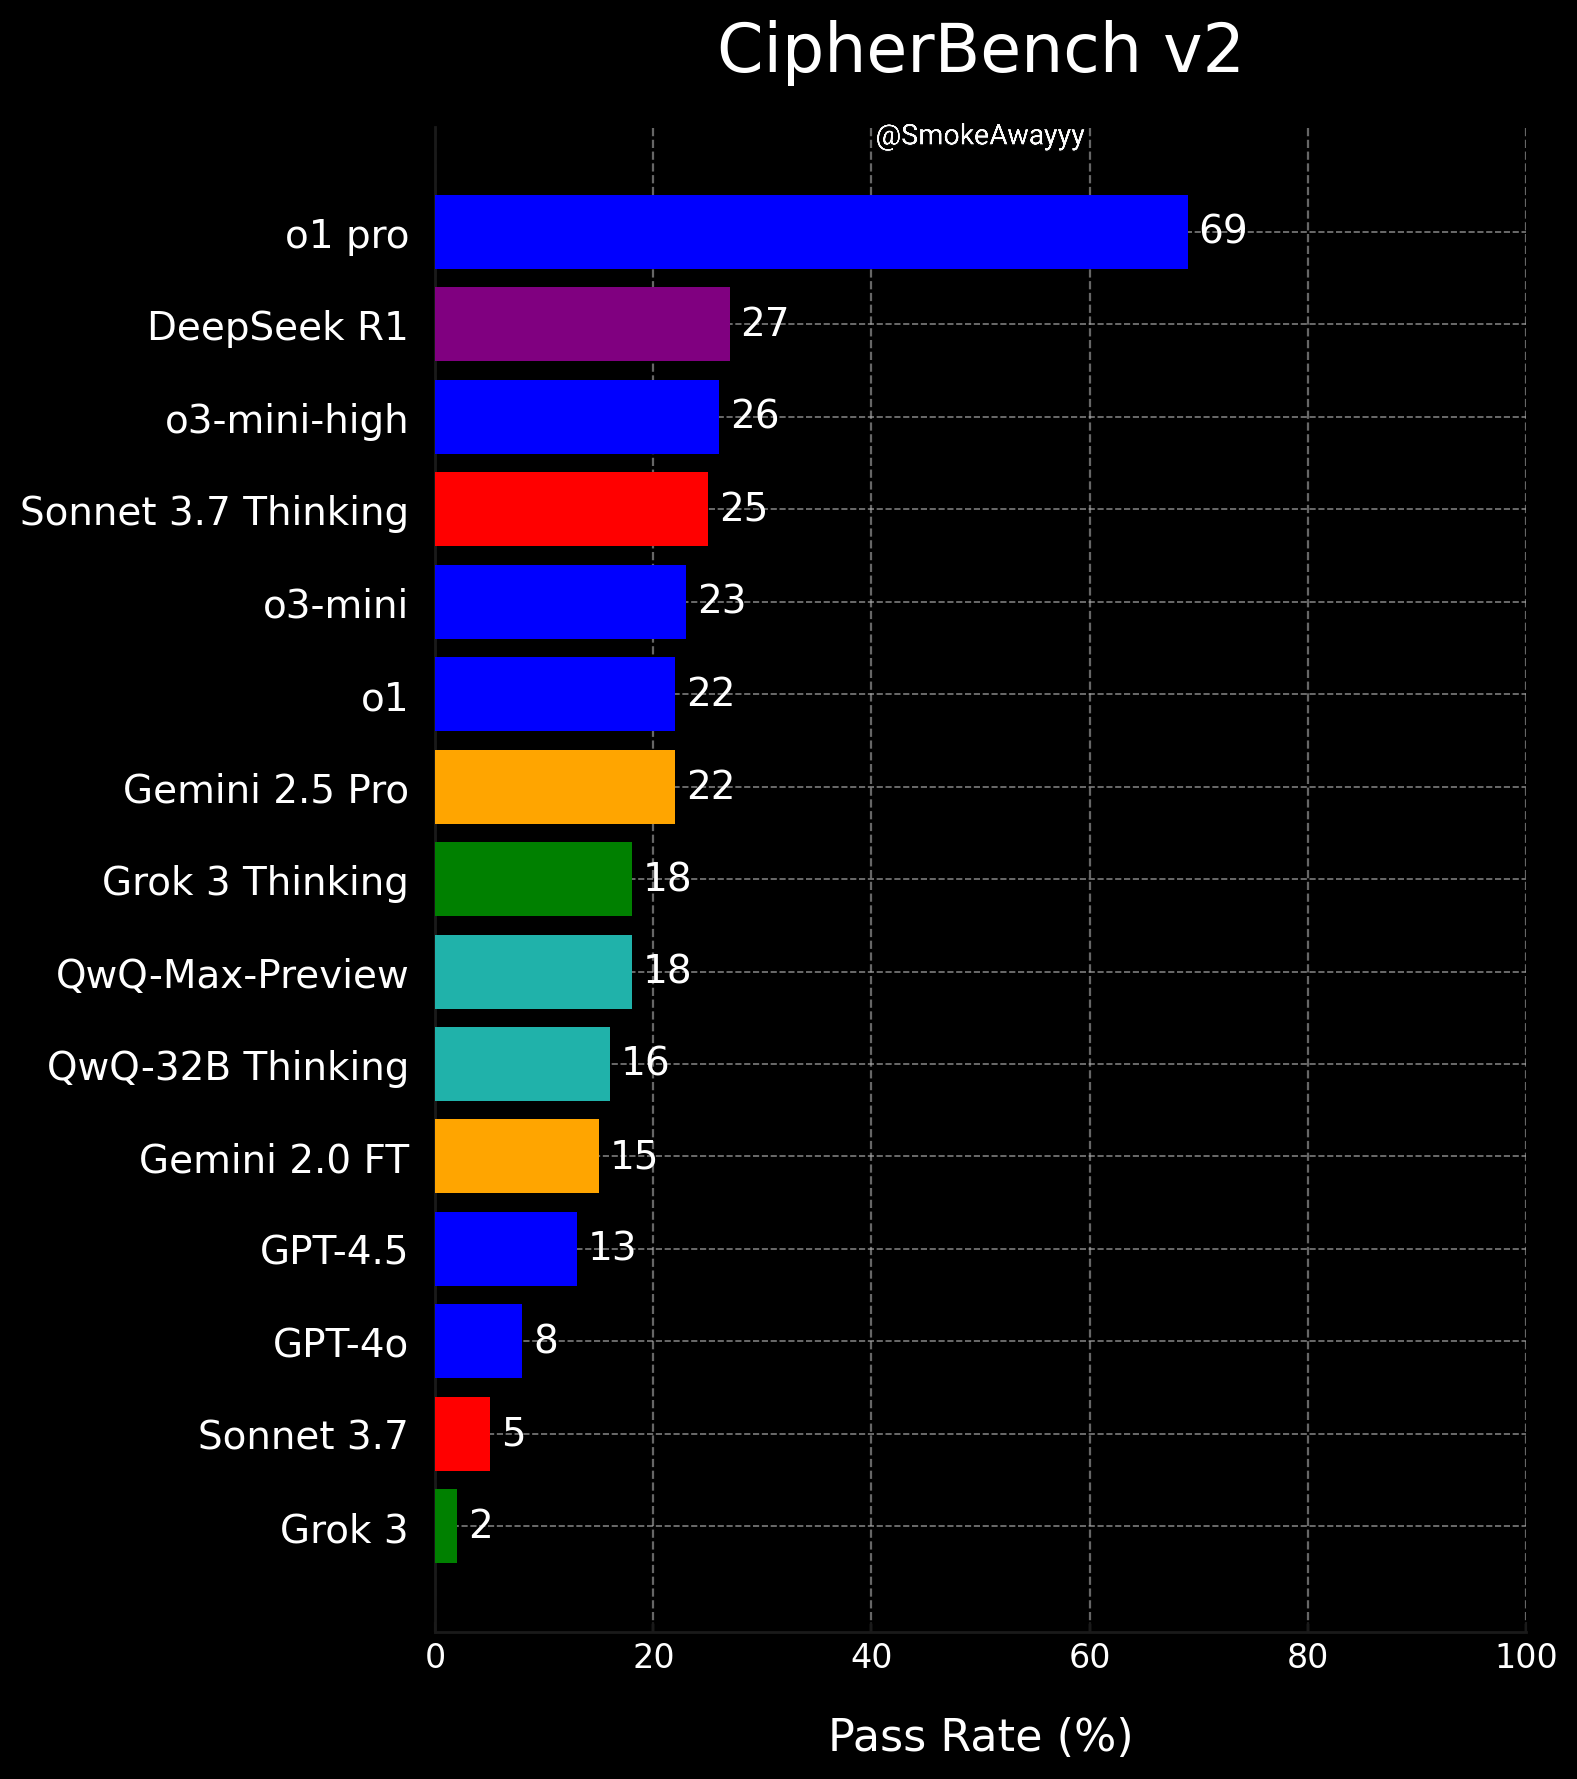 CipherBench v2
@SmokeAwayyy
o1 pro 69
DeepSeek R1 27
o3-mini-high 26
Sonnet 3.7 Thinking 25
o3-mini 23
o1 22
Gemini 2.5 Pro 22
Grok 3 Thinking 18
QwQ-Max-Preview 18
QwQ-32B Thinking 16
Gemini 2.0 FT 15
GPT-4.5 13
GPT-4o 8
Sonnet 3.7 5
Grok 3 2
0 20 40 60 80 100
Pass Rate (%)